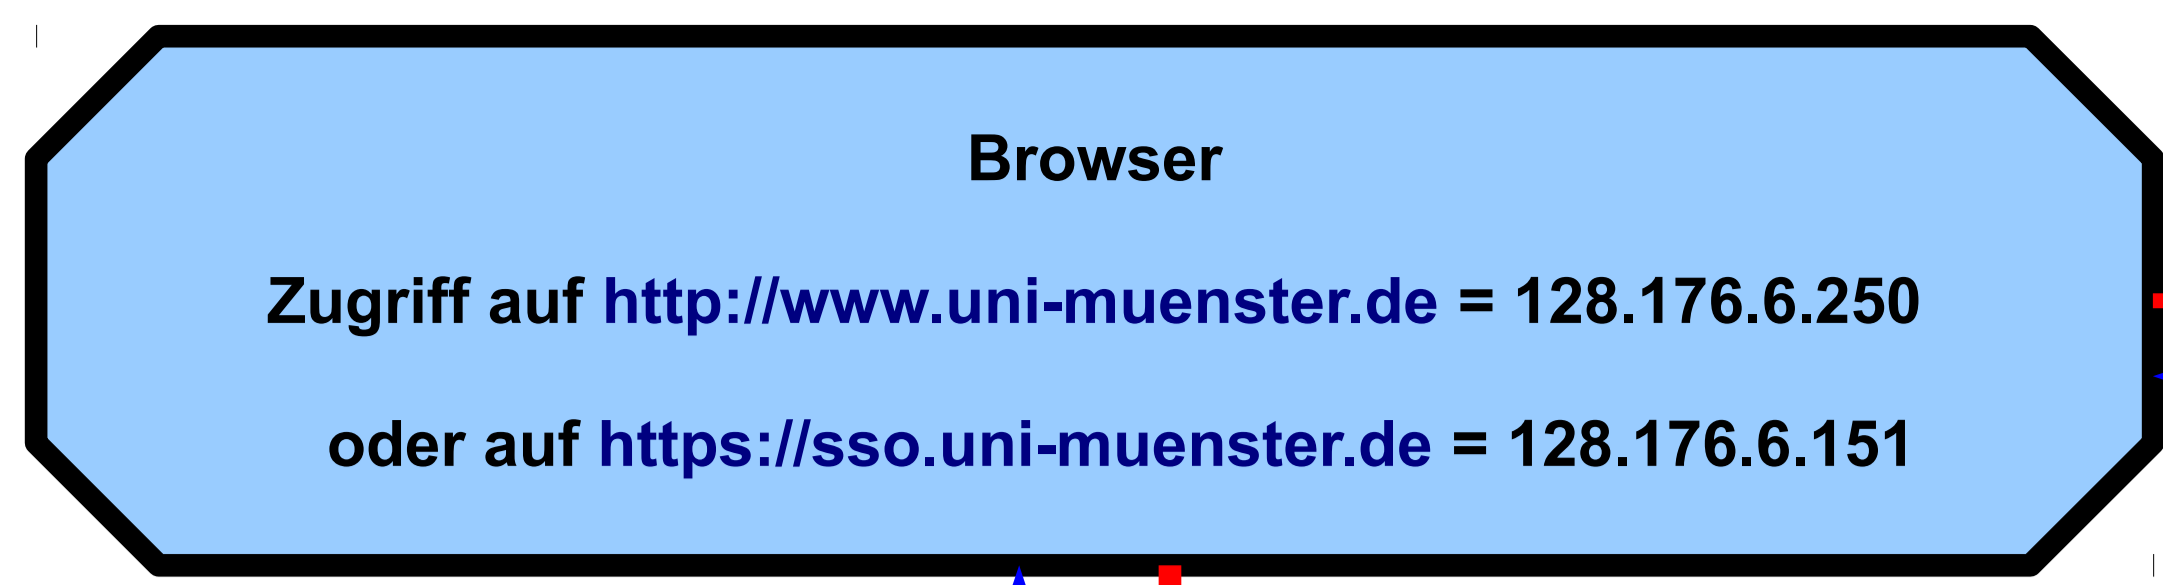 Browser
Zugriff auf http://www.uni-muenster.de = 128.176.6.250
oder auf https://sso.uni-muenster.de = 128.176.6.151